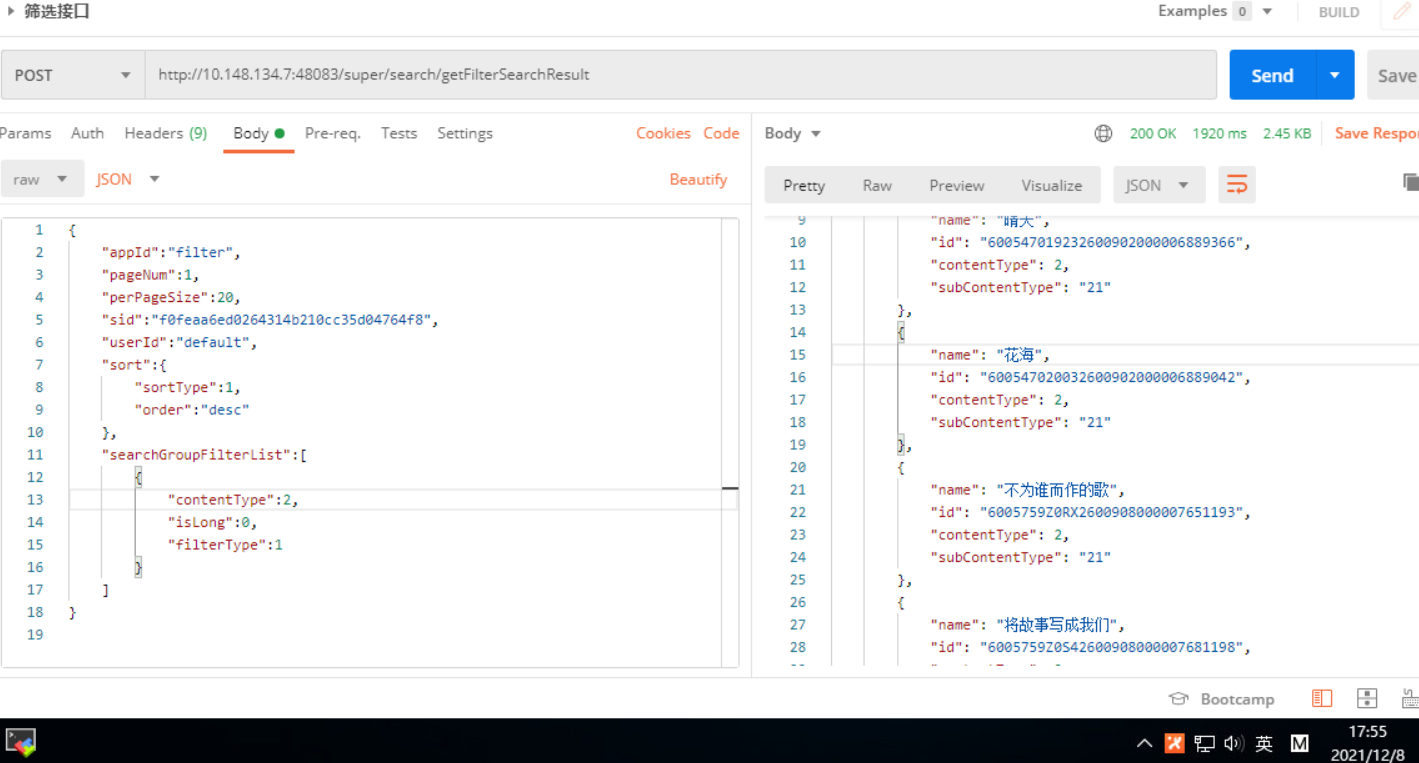 筛选接口
Examples 0
BUILD
POST
http://10.148.134.7:48083/super/search/getFilterSearchResult
Send
Save
Params Auth Headers (9) Body Pre-req. Tests Settings Cookies Code
raw JSON Beautify
1 {
2 "appId":"filter",
3 "pageNum":1,
4 "perPageSize":20,
5 "sid":"f0feaa6ed0264314b210cc35d04764f8",
6 "userId":"default",
7 "sort":{
8 "sortType":1,
9 "order":"desc"
10 },
11 "searchGroupFilterList":[
12 {
13 "contentType":2,
14 "isLong":0,
15 "filterType":1
16 }
17 ]
18 }
19
Body 200 OK 1920 ms 2.45 KB Save Respo
Pretty Raw Preview Visualize JSON
9 "name": "晴天",
10 "id": "600547019232600902000006889366",
11 "contentType": 2,
12 "subContentType": "21"
13 },
14 {
15 "name": "花海",
16 "id": "600547020032600902000006889042",
17 "contentType": 2,
18 "subContentType": "21"
19 },
20 {
21 "name": "不为谁而作的歌",
22 "id": "6005759Z0RX2600908000007651193",
23 "contentType": 2,
24 "subContentType": "21"
25 },
26 {
27 "name": "将故事写成我们",
28 "id": "6005759Z0S42600908000007681198",
Bootcamp
英 M
17:55
2021/12/8